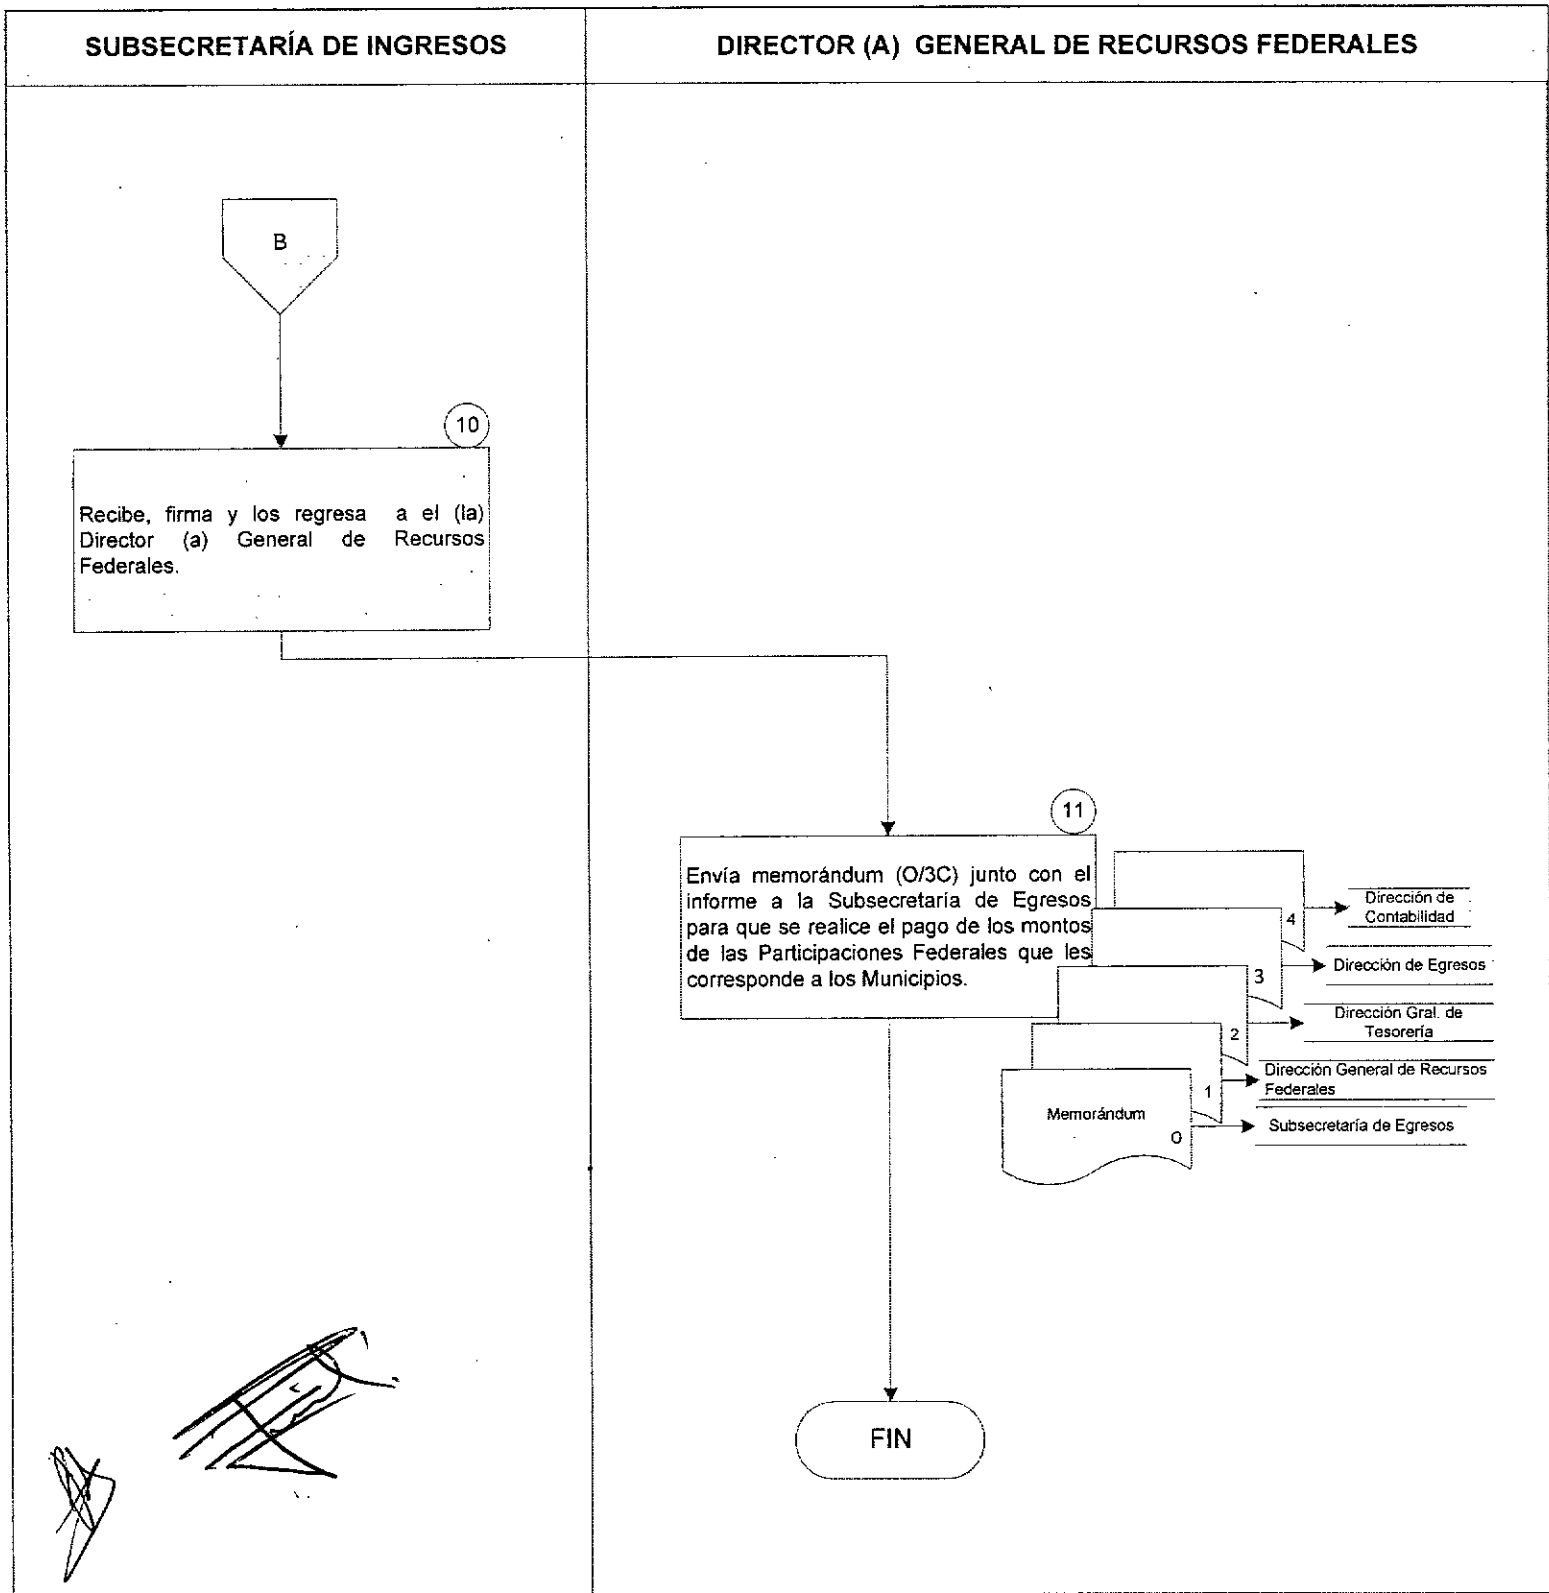 SUBSECRETARÍA DE INGRESOS
DIRECTOR (A) GENERAL DE RECURSOS FEDERALES
B
10
Recibe, firma y los regresa a el (la)
Director (a) General de Recursos
Federales.
11
Envía memorándum (O/3C) junto con el
informe a la Subsecretaría de Egresos
para que se realice el pago de los montos
de las Participaciones Federales que les
corresponde a los Municipios.
4
Dirección de
Contabilidad
3
Dirección de Egresos
2
Dirección Gral. de
Tesorería
1
Dirección General de Recursos
Federales
Memorándum
O
Subsecretaría de Egresos
FIN